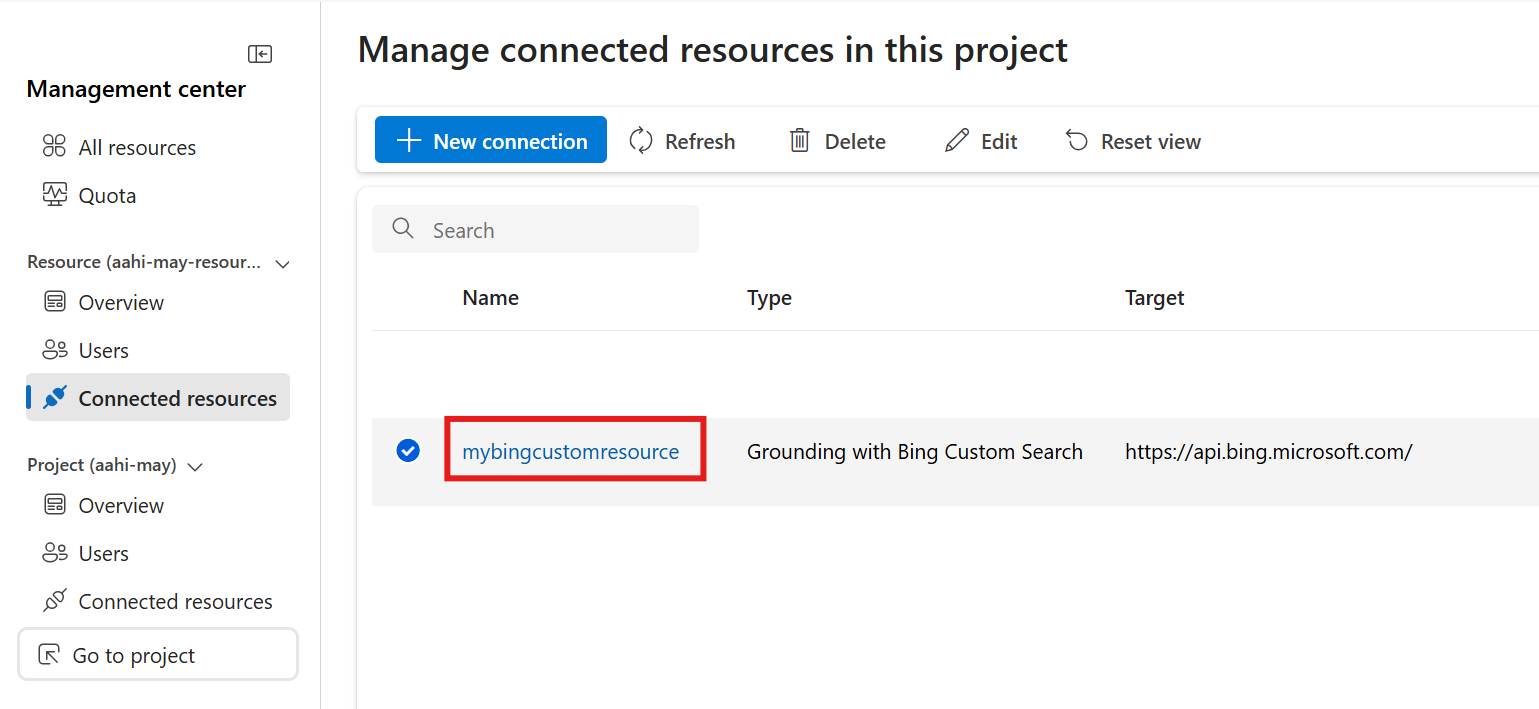 Management center
All resources
Quota
Resource (aahi-may-resour...
Overview
Users
Connected resources
Project (aahi-may)
Overview
Users
Connected resources
Go to project
Manage connected resources in this project
New connection Refresh Delete Edit Reset view
Search
Name Type Target
mybingcustomresource Grounding with Bing Custom Search https://api.bing.microsoft.com/